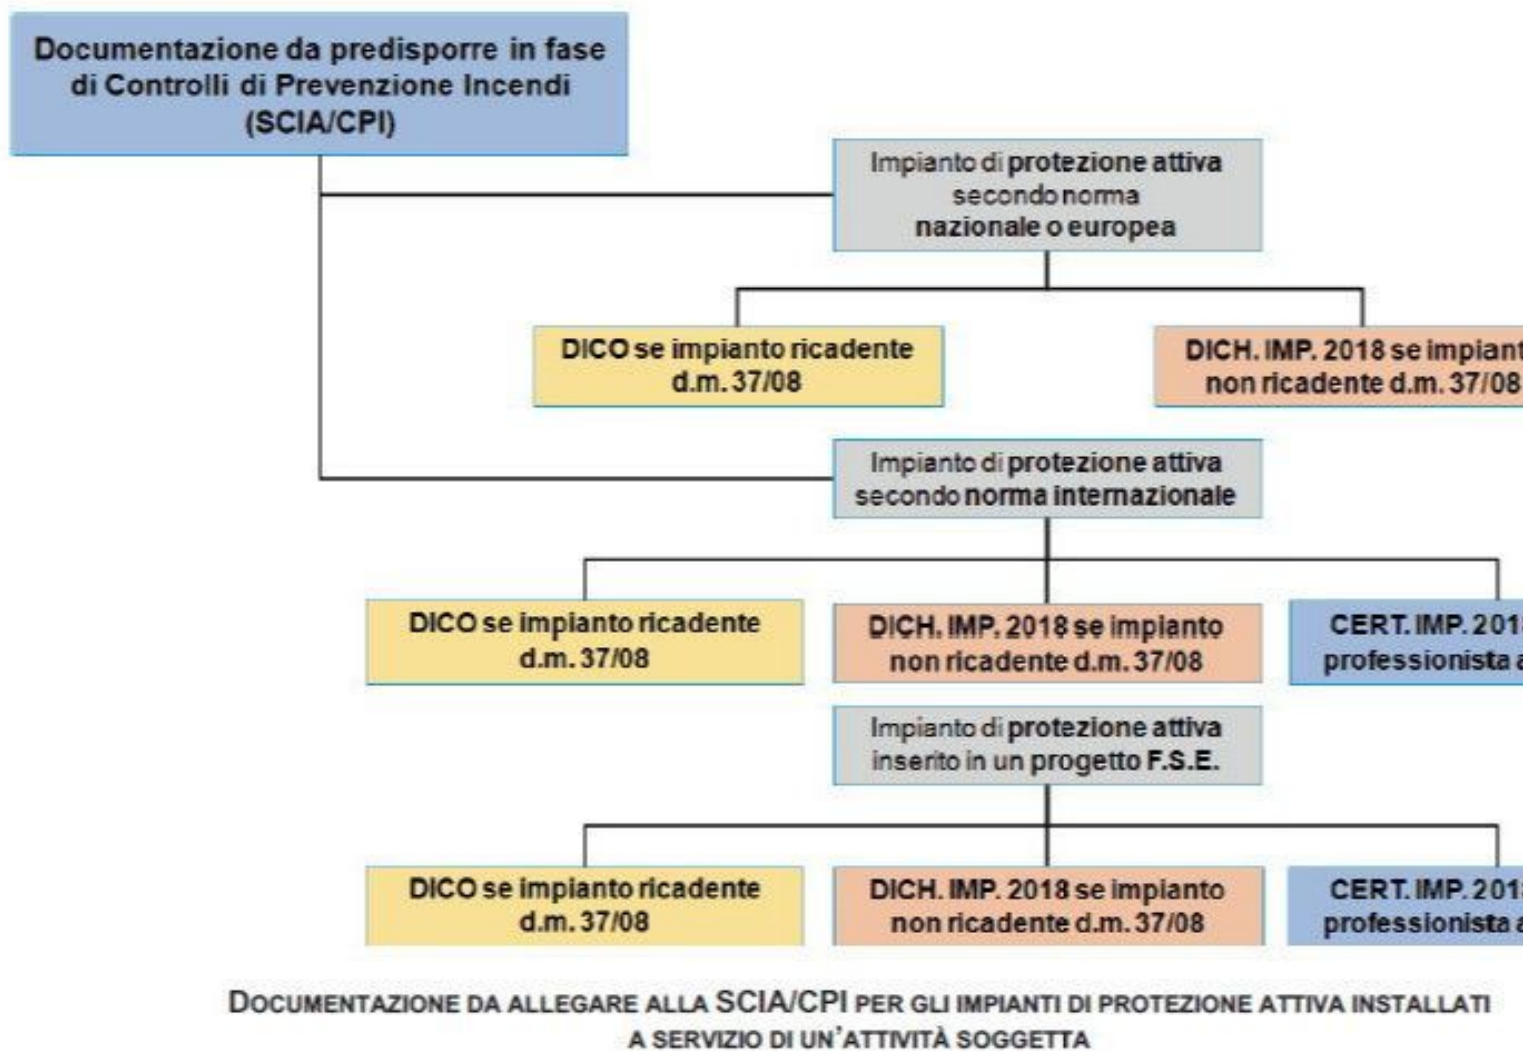 Documentazione da predisporre in fase
di Controlli di Prevenzione Incendi
(SCIA/CPI)
Impianto di protezione attiva
secondo norma
nazionale o europea
DICO se impianto ricadente
d.m. 37/08
DICH. IMP. 2018 se impiant
non ricadente d.m. 37/08
Impianto di protezione attiva
secondo norma internazionale
DICO se impianto ricadente
d.m. 37/08
DICH. IMP. 2018 se impianto
non ricadente d.m. 37/08
CERT. IMP. 201
professionista a
Impianto di protezione attiva
inserito in un progetto F.S.E.
DICO se impianto ricadente
d.m. 37/08
DICH. IMP. 2018 se impianto
non ricadente d.m. 37/08
CERT. IMP. 201
professionista a
DOCUMENTAZIONE DA ALLEGARE ALLA SCIA/CPI PER GLI IMPIANTI DI PROTEZIONE ATTIVA INSTALLATI
A SERVIZIO DI UN'ATTIVITÀ SOGGETTA